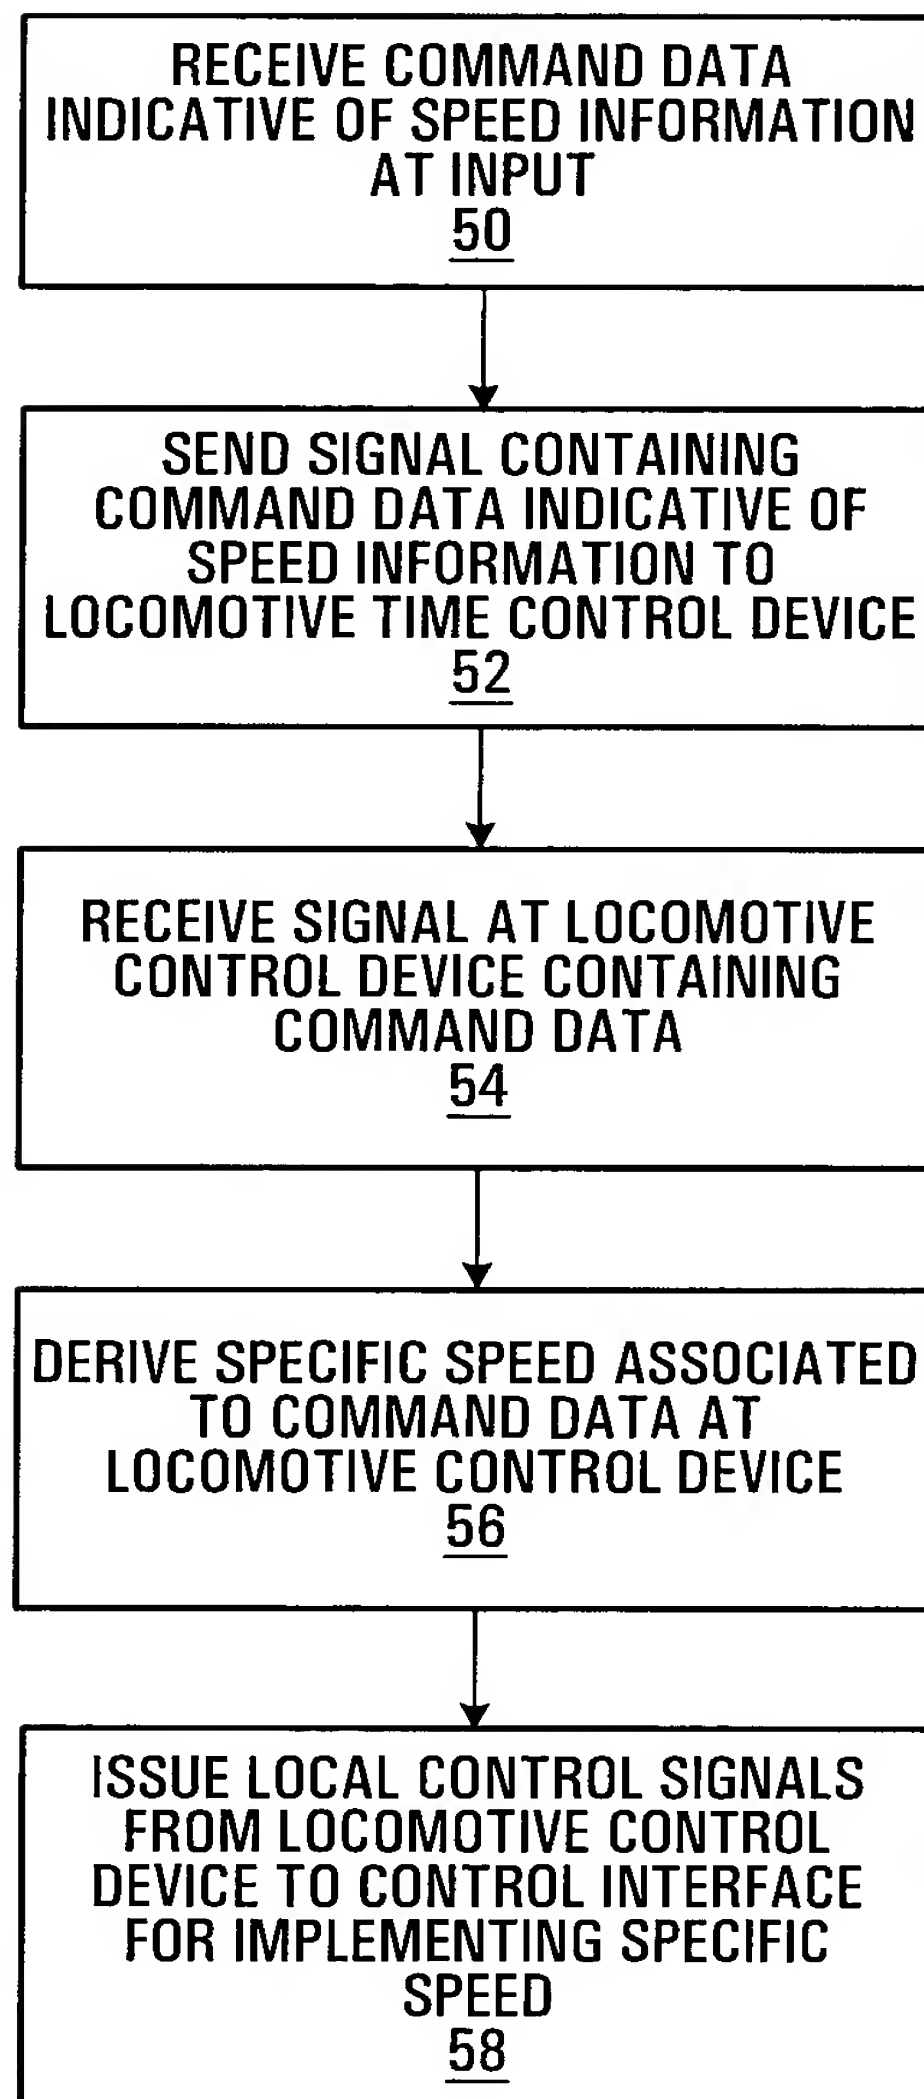 RECEIVE COMMAND DATA
INDICATIVE OF SPEED INFORMATION
AT INPUT
50
SEND SIGNAL CONTAINING
COMMAND DATA INDICATIVE OF
SPEED INFORMATION TO
LOCOMOTIVE TIME CONTROL DEVICE
52
RECEIVE SIGNAL AT LOCOMOTIVE
CONTROL DEVICE CONTAINING
COMMAND DATA
54
DERIVE SPECIFIC SPEED ASSOCIATED
TO COMMAND DATA AT
LOCOMOTIVE CONTROL DEVICE
56
ISSUE LOCAL CONTROL SIGNALS
FROM LOCOMOTIVE CONTROL
DEVICE TO CONTROL INTERFACE
FOR IMPLEMENTING SPECIFIC
SPEED
58